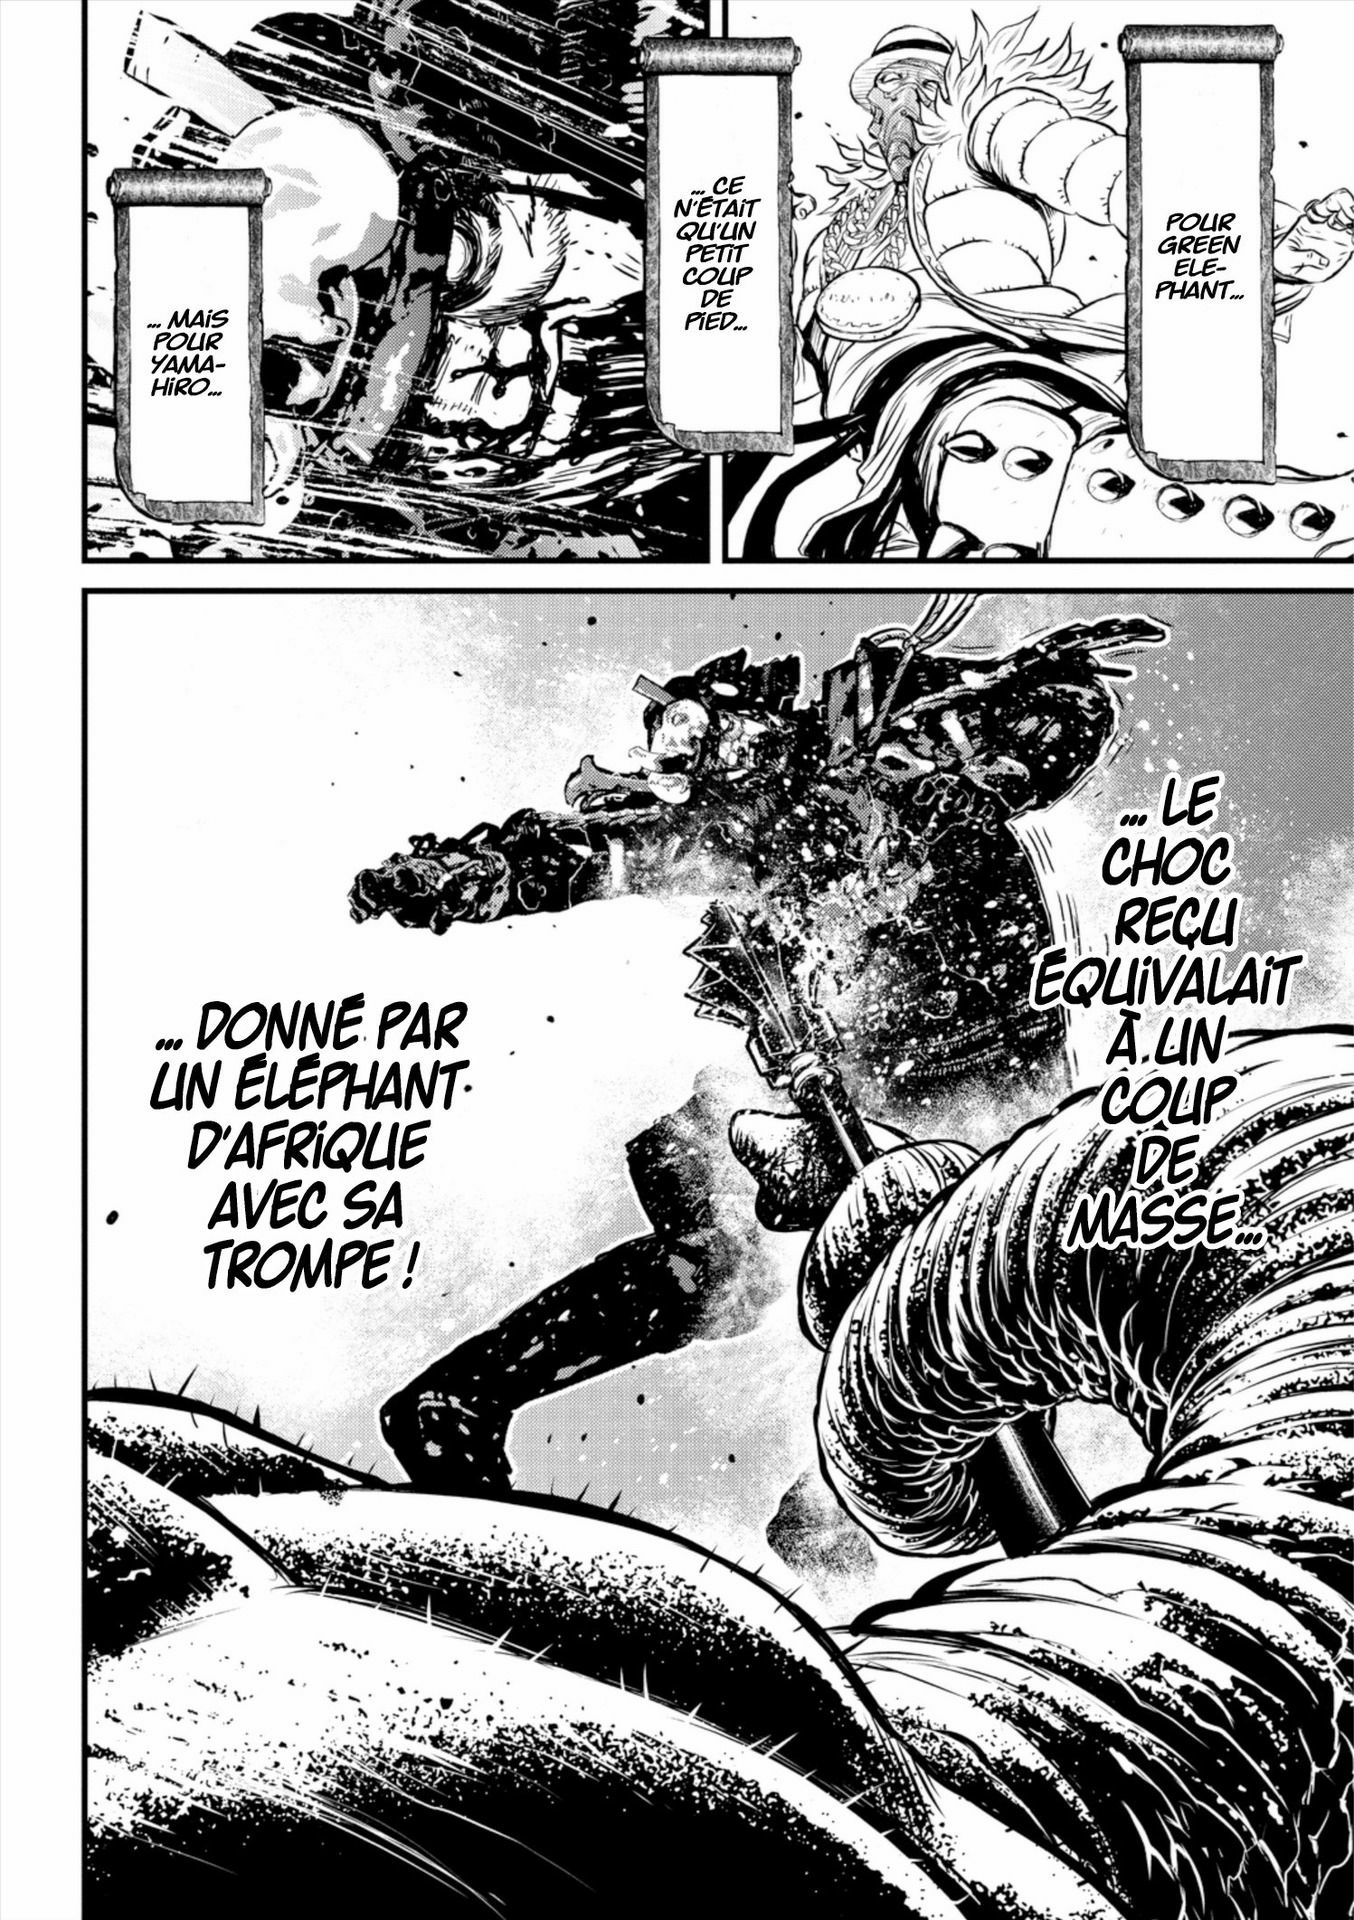 POUR
GREEN
ELE-
PHANT...
... CE
N'ÉTAIT
QU'UN
PETIT
COUP
DE
PIED...
... MAIS
POUR
YAMA-
HIRO...
... LE
CHOC
REÇU
ÉQUIVALAIT
À UN
COUP
DE
MASSE...
... DONNÉ PAR
UN ÉLÉPHANT
D'AFRIQUE
AVEC SA
TROMPE !